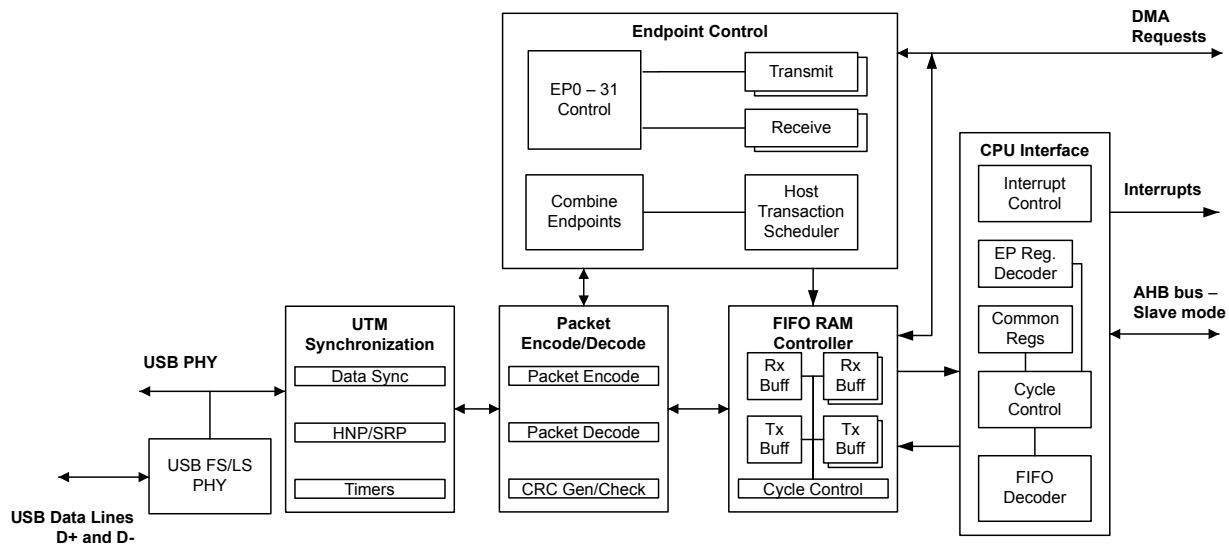 Endpoint Control
EP0 – 31
Control
Transmit
Receive
Combine
Endpoints
Host
Transaction
Scheduler
DMA
Requests
CPU Interface
Interrupt
Control
EP Reg.
Decoder
Common
Regs
Cycle
Control
FIFO
Decoder
Interrupts
AHB bus –
Slave mode
UTM
Synchronization
Data Sync
HNP/SRP
Timers
Packet
Encode/Decode
Packet Encode
Packet Decode
CRC Gen/Check
FIFO RAM
Controller
Rx
Buff
Rx
Buff
Tx
Buff
Tx
Buff
Cycle Control
USB PHY
USB FS/LS
PHY
USB Data Lines
D+ and D-